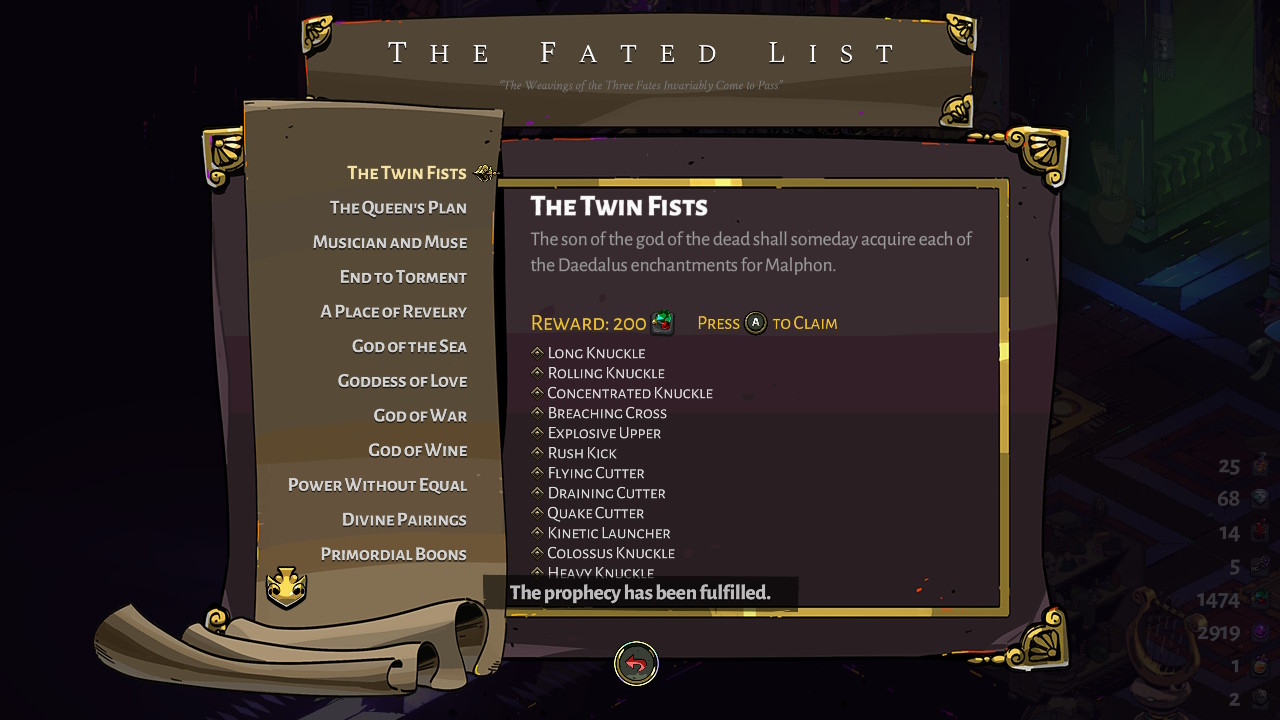 The Fated List
"The Weavings of the Three Fates Invariably Come to Pass"
The Twin Fists
The Queen's Plan
Musician and Muse
End to Torment
A Place of Revelry
God of the Sea
Goddess of Love
God of War
God of Wine
Power Without Equal
Divine Pairings
Primordial Boons
The Twin Fists
The son of the god of the dead shall someday acquire each of
the Daedalus enchantments for Malphon.
Reward: 200 Press A to Claim
Long Knuckle
Rolling Knuckle
Concentrated Knuckle
Breaching Cross
Explosive Upper
Rush Kick
Flying Cutter
Draining Cutter
Quake Cutter
Kinetic Launcher
Colossus Knuckle
Heavy Knuckle
The prophecy has been fulfilled.
25
68
14
5
1474
2919
1
2